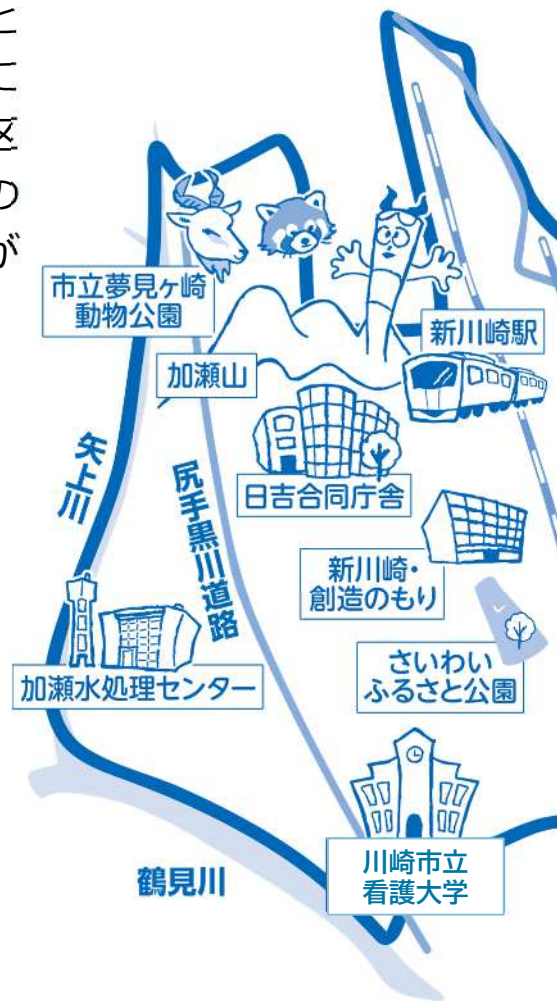 区
の
が
市立夢見ヶ崎
動物公園
加瀬山
新川崎駅
矢上川
尻手黒川道路
日吉合同庁舎
新川崎・
創造のもり
さいわい
ふるさと公園
加瀬水処理センター
鶴見川
川崎市立
看護大学